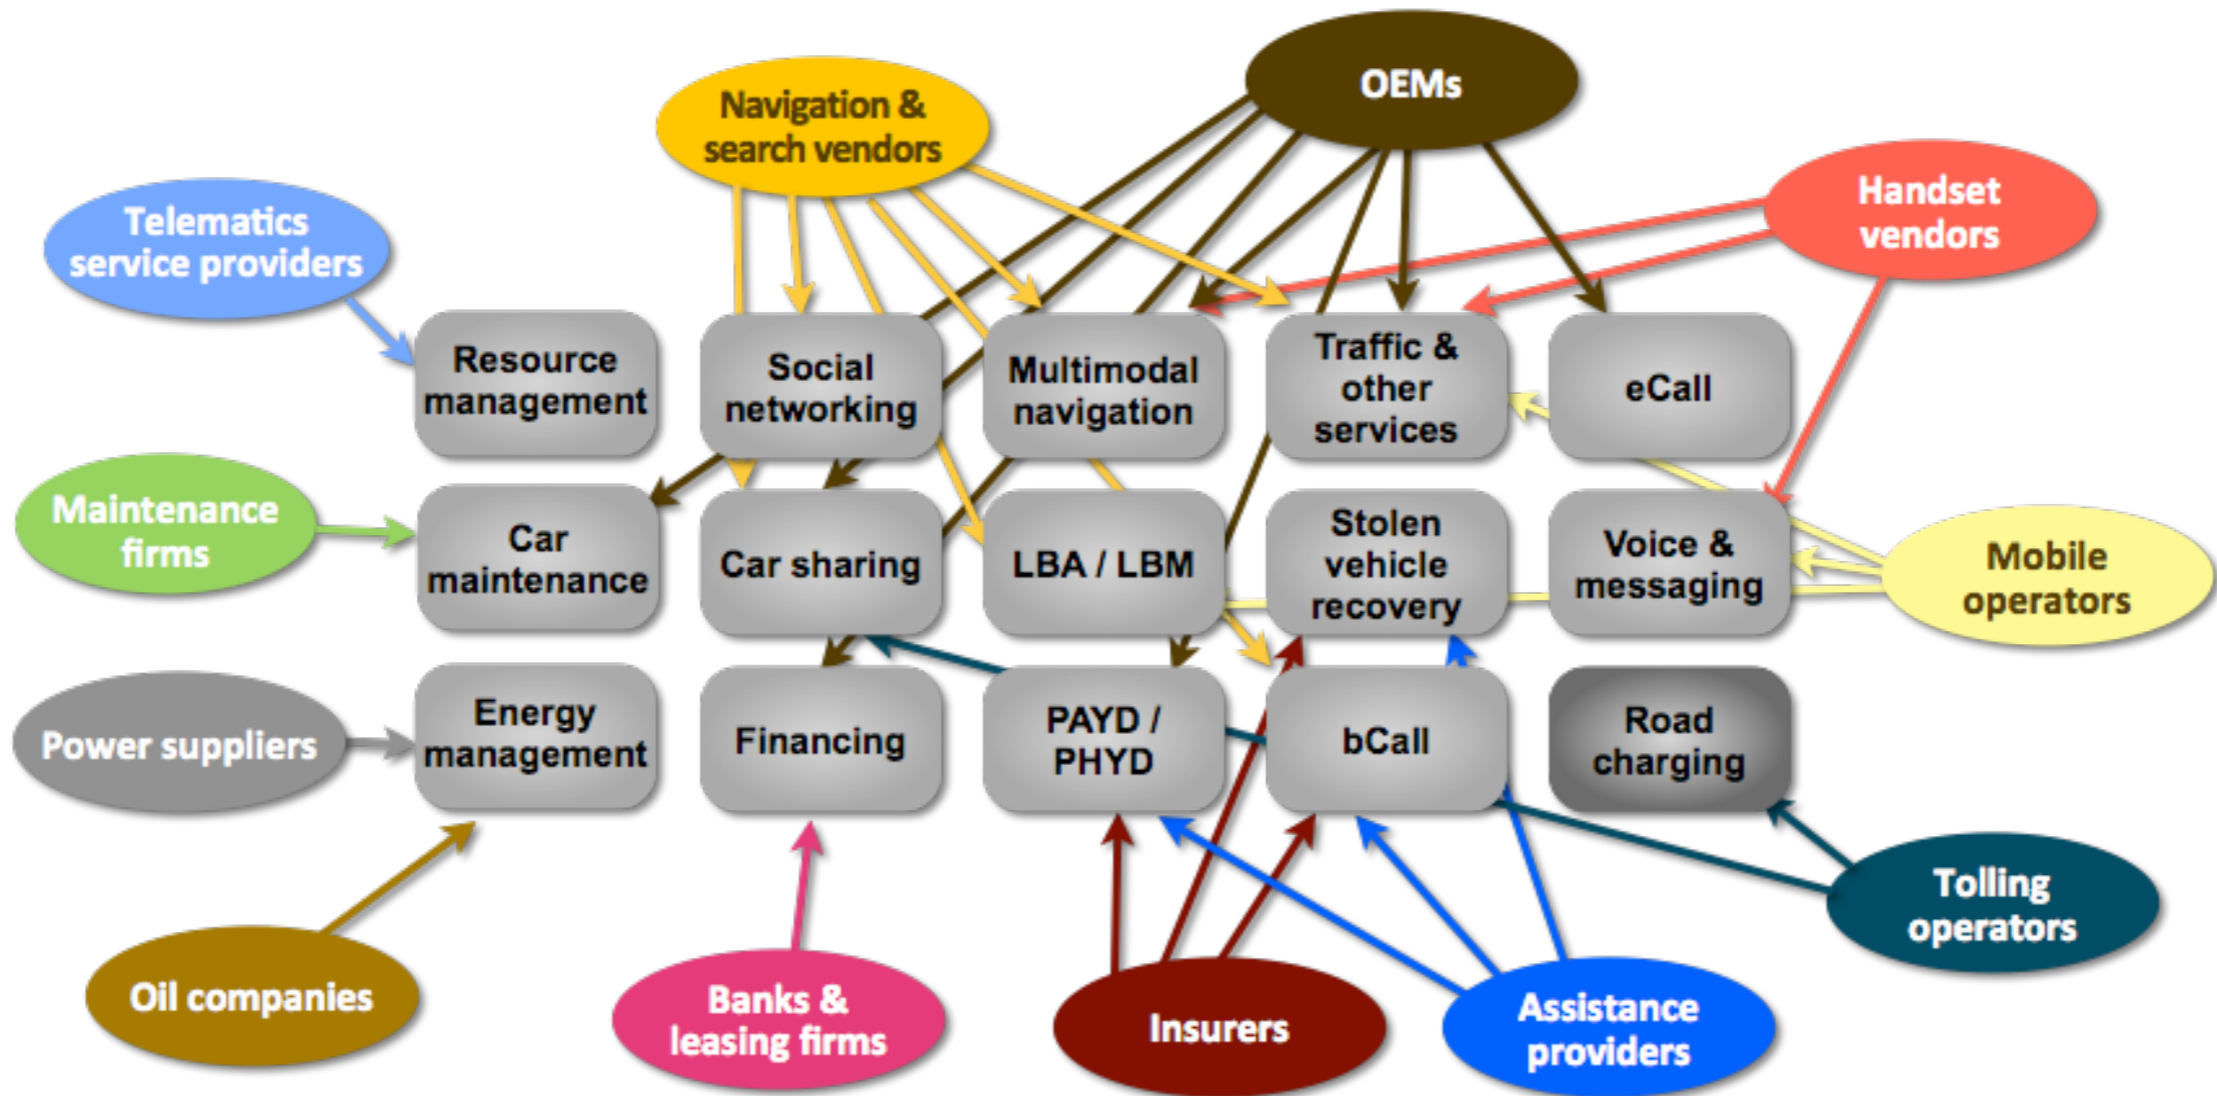 OEMs
Navigation &
search vendors
Handset
vendors
Telematics
service providers
Resource
management
Social
networking
Multimodal
navigation
Traffic &
other
services
eCall
Maintenance
firms
Car
maintenance
Car sharing
LBA / LBM
Stolen
vehicle
recovery
Voice &
messaging
Mobile
operators
Power suppliers
Energy
management
Financing
PAYD /
PHYD
bCall
Road
charging
Tolling
operators
Oil companies
Banks &
leasing firms
Insurers
Assistance
providers